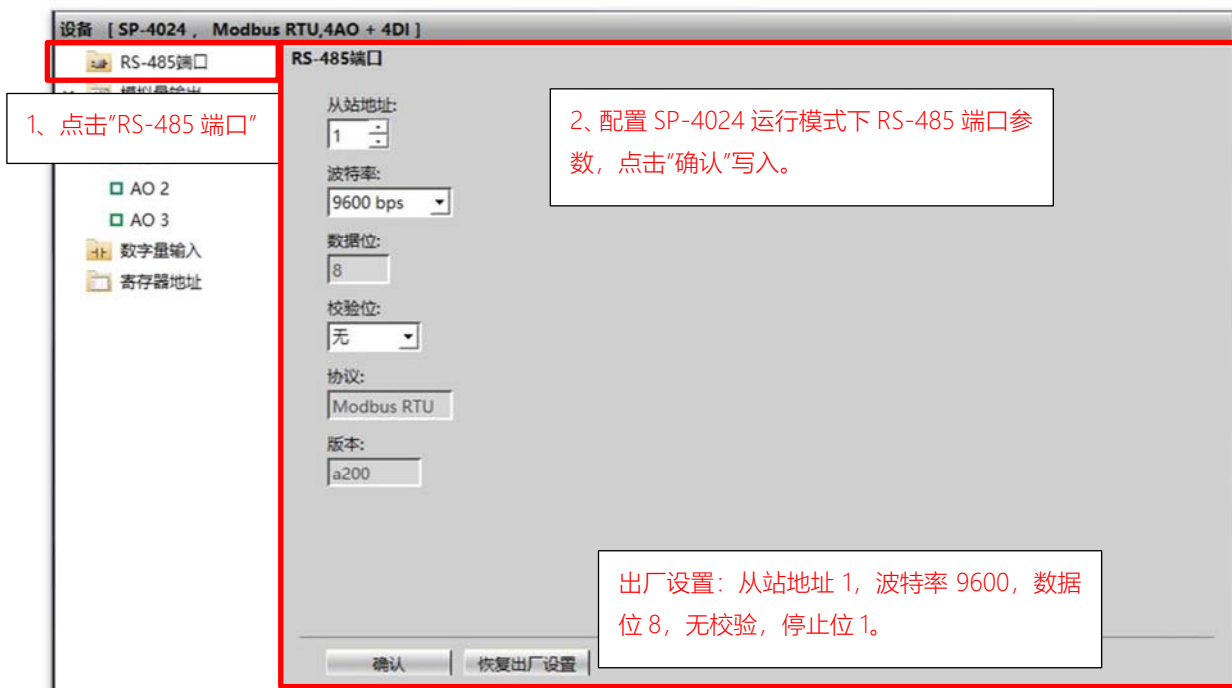 设备 [ SP-4024 , Modbus RTU,4AO + 4DI ]
RS-485端口
模拟量输出
1、点击"RS-485 端口"
AO 2
AO 3
数字量输入
寄存器地址
RS-485端口
从站地址:
1
波特率:
9600 bps
数据位:
8
校验位:
无
协议:
Modbus RTU
版本:
a200
2、配置 SP-4024 运行模式下 RS-485 端口参
数，点击“确认”写入。
出厂设置：从站地址 1，波特率 9600，数据
位 8，无校验，停止位 1。
确认
恢复出厂设置